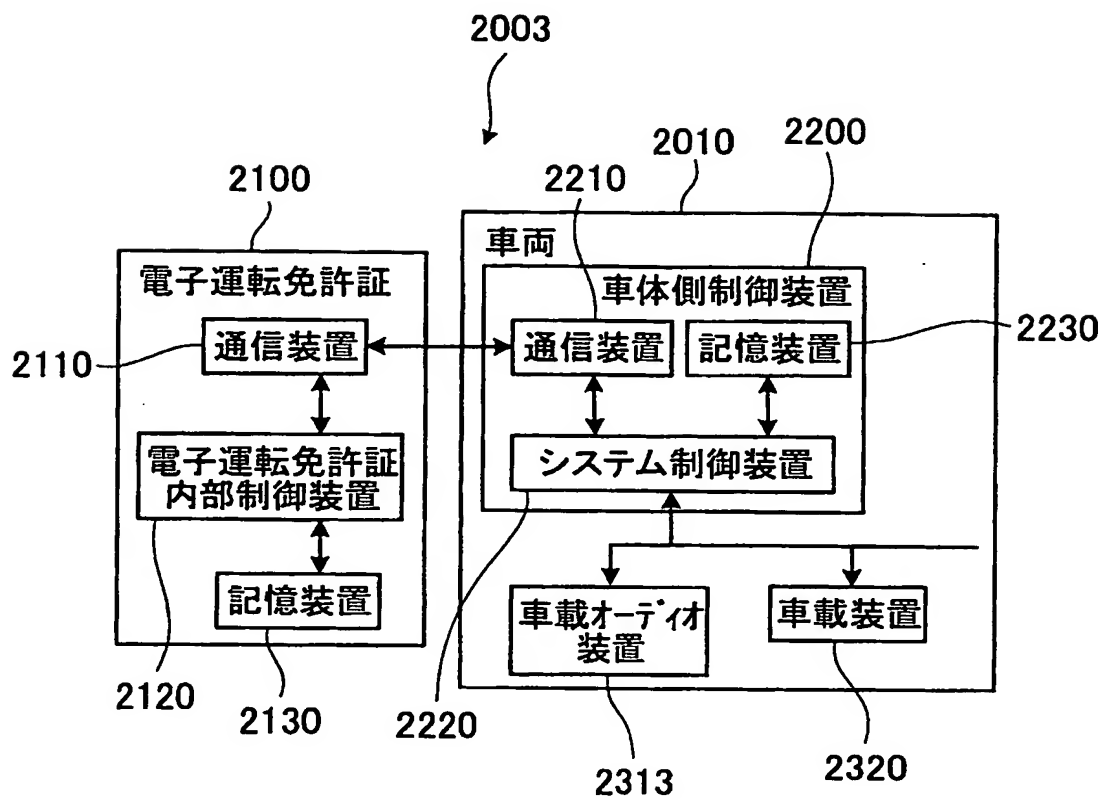 2003
2200
2010
2210
2100
車両
電子運転免許証
車体側制御装置
通信装置
通信装置
記憶装置
2230
2110
電子運転免許証
内部制御装置
システム制御装置
記憶装置
車載オーディオ
装置
車載装置
2120
2130
2220
2313
2320